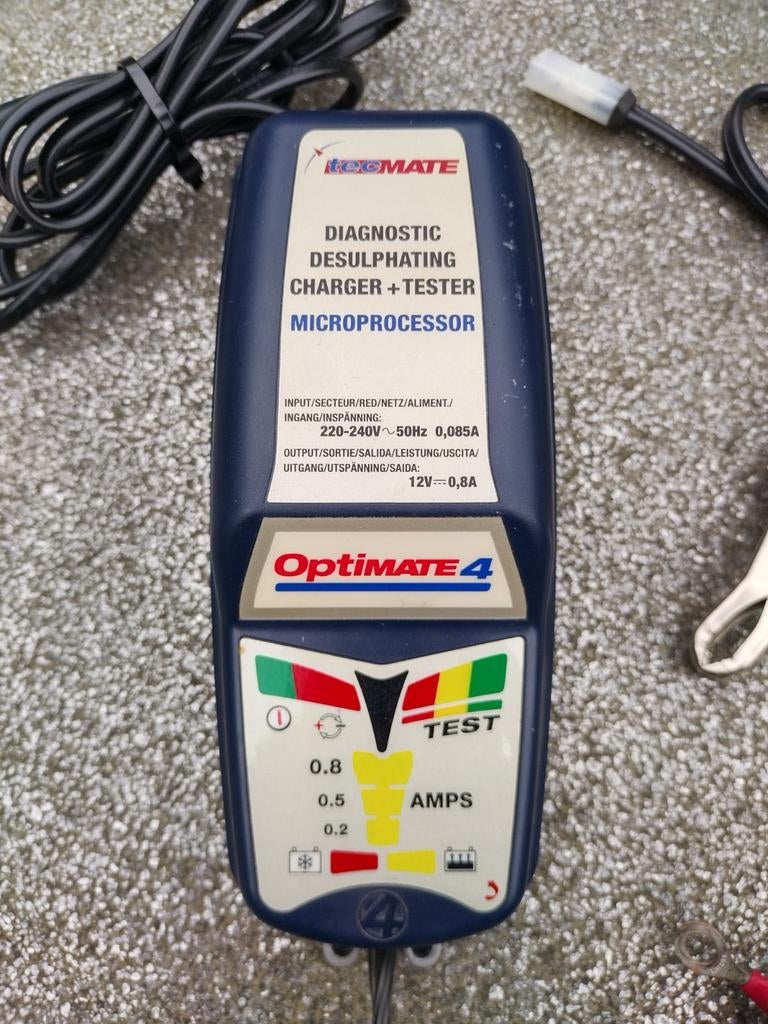 tecMATE
DIAGNOSTIC
DESULPHATING
CHARGER + TESTER
MICROPROCESSOR
INPUT/SECTEUR/RED/NETZ/ALIMENT./
INGANG/INSPÄNNING:
220-240V~50Hz 0,085A
OUTPUT/SORTIE/SALIDA/LEISTUNG/USCITA/
UITGANG/UTSPÄNNING/SAIDA:
12V⎓0,8A
OptiMATE 4
TEST
0.8
0.5 AMPS
0.2
4